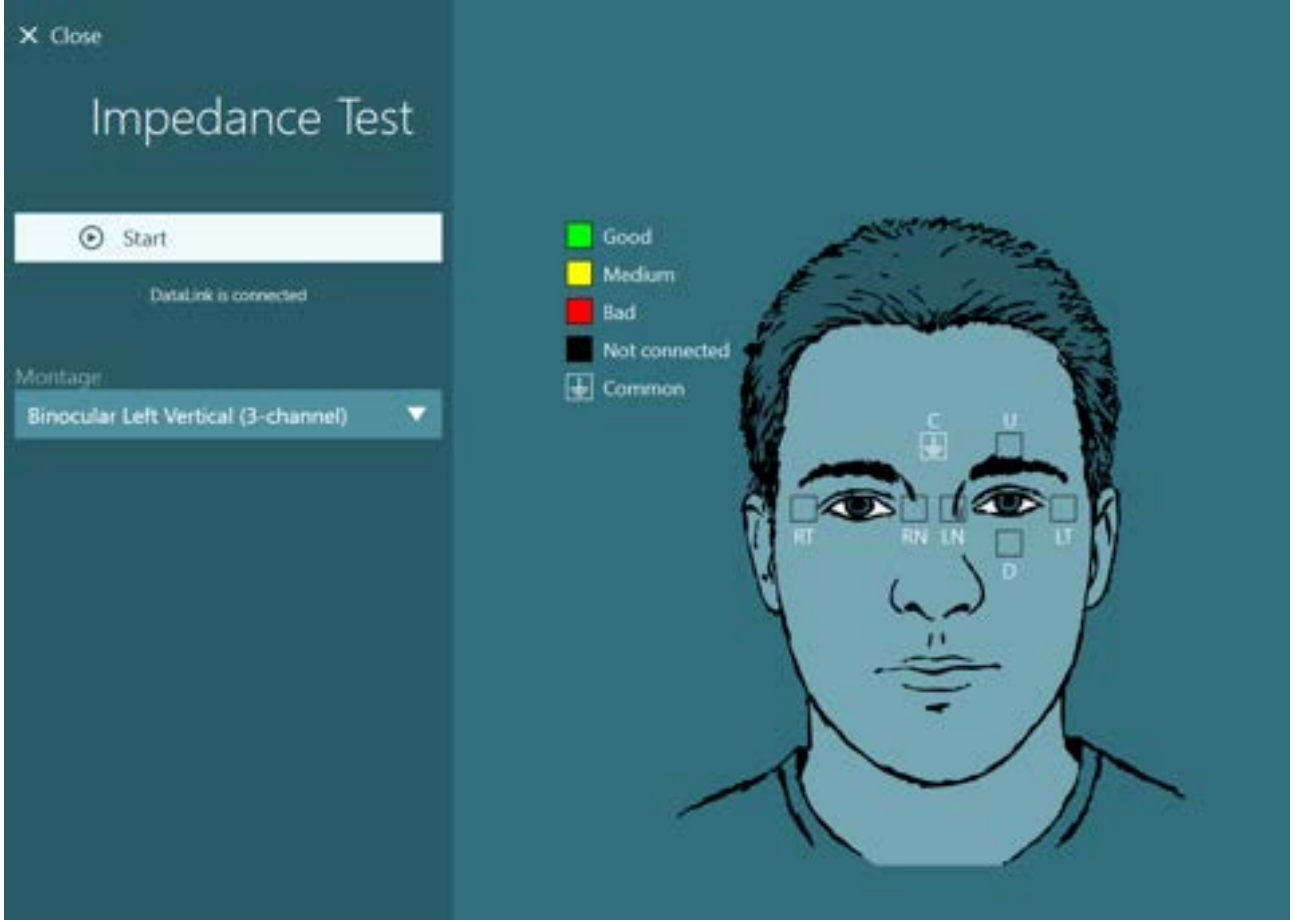 Close
Impedance Test
Start
DataLink is connected
Montage
Binocular Left Vertical (3-channel)
Good
Medium
Bad
Not connected
Common
C
U
RT
RN
LN
LT
D